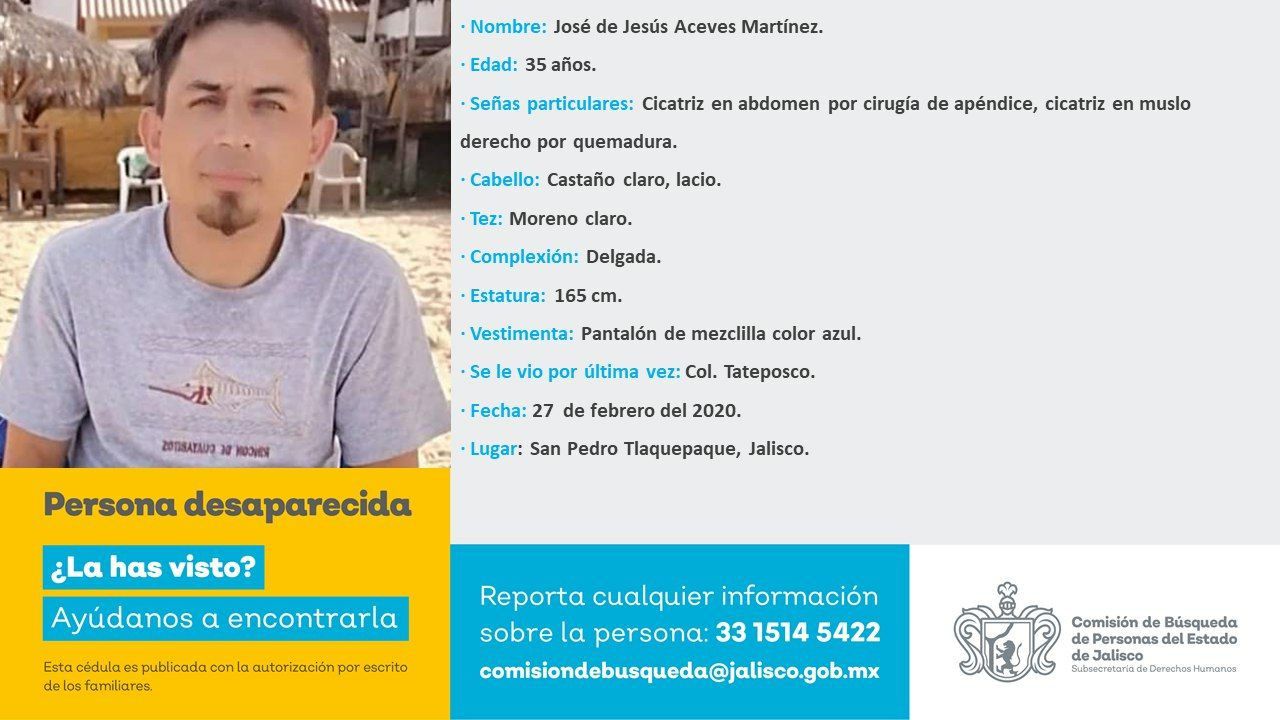 · Nombre: José de Jesús Aceves Martínez.
· Edad: 35 años.
· Señas particulares: Cicatriz en abdomen por cirugía de apéndice, cicatriz en muslo
derecho por quemadura.
· Cabello: Castaño claro, lacio.
· Tez: Moreno claro.
· Complexión: Delgada.
· Estatura: 165 cm.
· Vestimenta: Pantalón de mezclilla color azul.
· Se le vio por última vez: Col. Tateposco.
· Fecha: 27 de febrero del 2020.
· Lugar: San Pedro Tlaquepaque, Jalisco.
RINCON DE GUAYABITOS
Persona desaparecida
¿La has visto?
Ayúdanos a encontrarla
Esta cédula es publicada con la autorización por escrito
de los familiares.
Reporta cualquier información
sobre la persona: 33 1514 5422
comisiondebusqueda@jalisco.gob.mx
Comisión de Búsqueda
de Personas del Estado
de Jalisco
Subsecretaría de Derechos Humanos